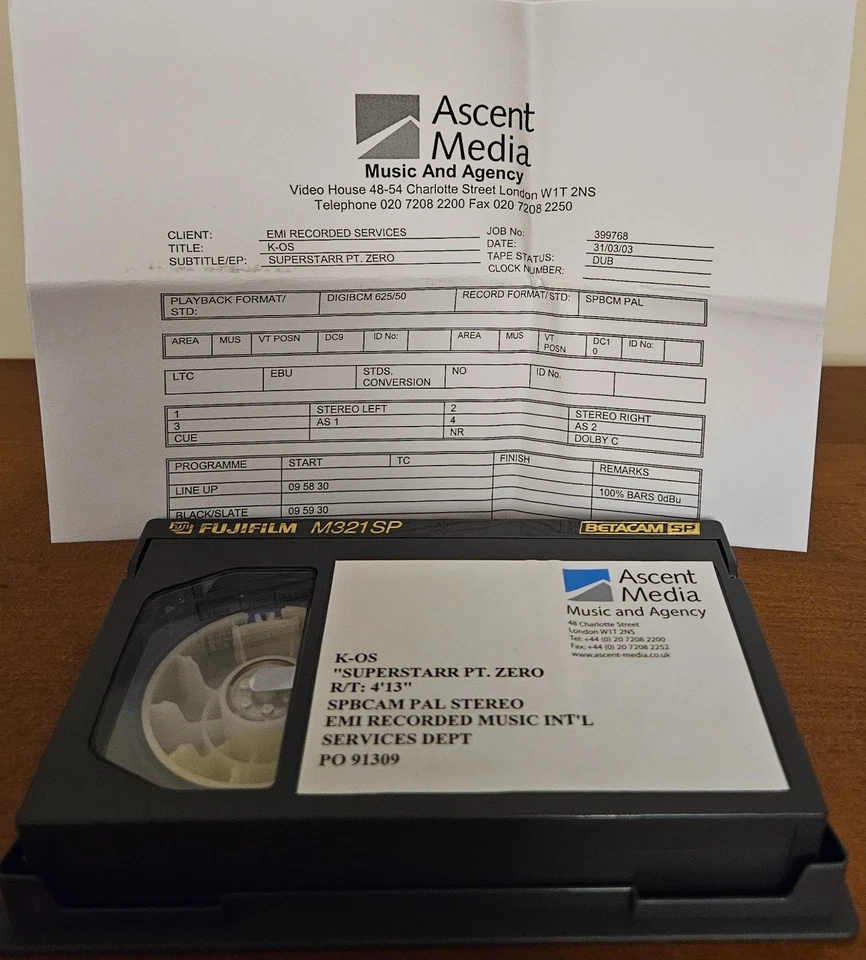 Ascent
Media
Music And Agency
Video House 48-54 Charlotte Street London W1T 2NS
Telephone 020 7208 2200 Fax 020 7208 2250
CLIENT: EMI RECORDED SERVICES JOB No: 399768
TITLE: K-OS DATE: 31/03/03
SUBTITLE/EP: SUPERSTARR PT. ZERO TAPE STATUS: DUB
CLOCK NUMBER:
PLAYBACK FORMAT/ STD: DIGIBCM 625/50 RECORD FORMAT/STD: SPBCM PAL
AREA MUS VT POSN DC9 ID No: AREA MUS VT POSN DC1 0 ID No:
LTC EBU STDS. CONVERSION NO ID No.
1 STEREO LEFT 2 STEREO RIGHT
3 AS 1 4 AS 2
CUE NR DOLBY C
PROGRAMME START TC FINISH REMARKS
LINE UP 09 58 30 100% BARS 0dBu
BLACK/SLATE 09 59 30
FUJIFILM M321SP BETACAM SP
Ascent
Media
Music and Agency
48 Charlotte Street
London W1T 2NS
Tel: +44 (0) 20 7208 2200
Fax: +44 (0) 20 7208 2252
www.ascent-media.co.uk
K-OS
"SUPERSTARR PT. ZERO
R/T: 4'13"
SPBCAM PAL STEREO
EMI RECORDED MUSIC INT'L
SERVICES DEPT
PO 91309